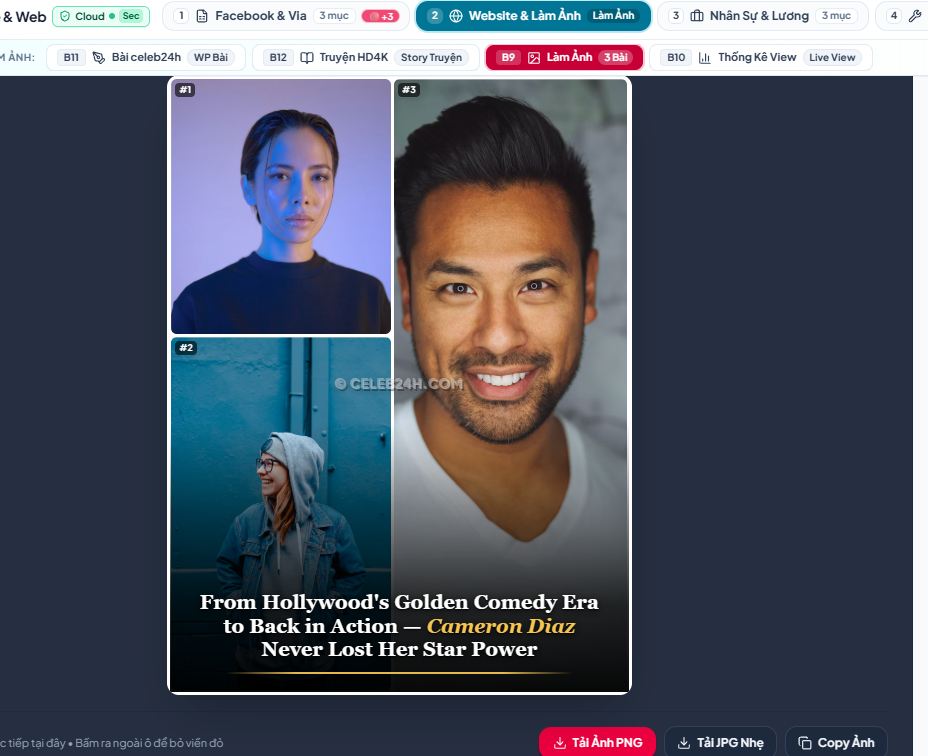 & Web
Cloud
Sec
1
Facebook & Via
3 mục
+3
2
Website & Làm Ảnh
Làm Ảnh
3
Nhân Sự & Lương
3 mục
4
M ẢNH:
B11
Bài celeb24h
WP Bài
B12
Truyện HD4K
Story Truyện
B9
Làm Ảnh
3 Bài
B10
Thống Kê View
Live View
#1
#3
#2
© CELEB24H.COM
From Hollywood's Golden Comedy Era
to Back in Action — Cameron Diaz
Never Lost Her Star Power
c tiếp tại đây • Bấm ra ngoài ô để bỏ viền đỏ
Tải Ảnh PNG
Tải JPG Nhẹ
Copy Ảnh